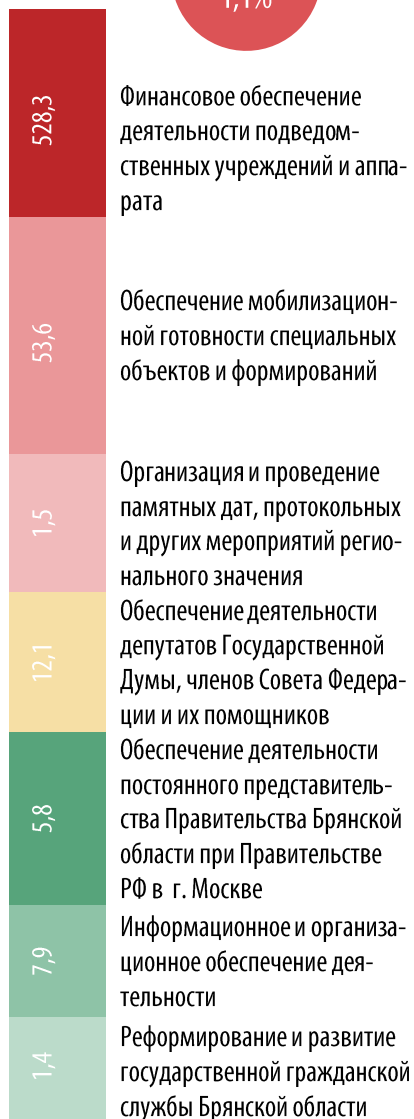 1,1%
528,3
Финансовое обеспечение
деятельности подведом-
ственных учреждений и аппа-
рата
53,6
Обеспечение мобилизацион-
ной готовности специальных
объектов и формирований
1,5
Организация и проведение
памятных дат, протокольных
и других мероприятий регио-
нального значения
12,1
Обеспечение деятельности
депутатов Государственной
Думы, членов Совета Федера-
ции и их помощников
5,8
Обеспечение деятельности
постоянного представитель-
ства Правительства Брянской
области при Правительстве
РФ в г. Москве
7,9
Информационное и организа-
ционное обеспечение дея-
тельности
1,4
Реформирование и развитие
государственной гражданской
службы Брянской области